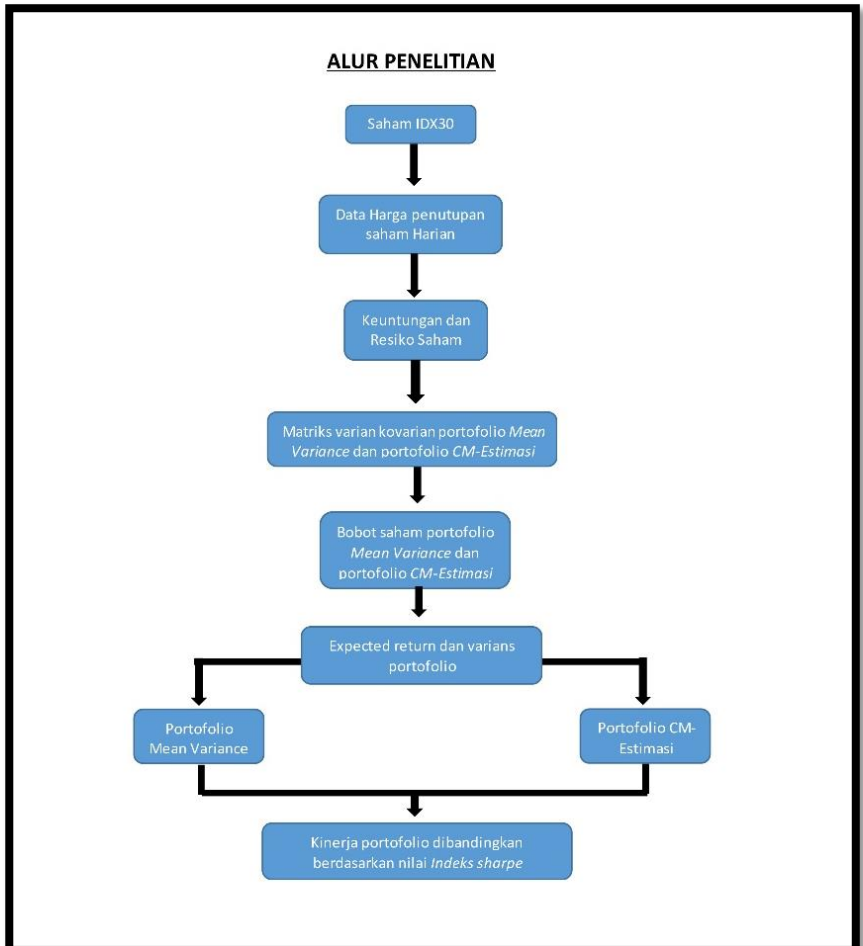 ALUR PENELITIAN
Saham IDX30
Data Harga penutupan
saham Harian
Keuntungan dan
Resiko Saham
Matriks varian kovarian portofolio Mean
Variance dan portofolio CM-Estimasi
Bobot saham portofolio
Mean Variance dan
portofolio CM-Estimasi
Expected return dan varians
portofolio
Portofolio
Mean Variance
Portofolio CM-
Estimasi
Kinerja portofolio dibandingkan
berdasarkan nilai Indeks sharpe